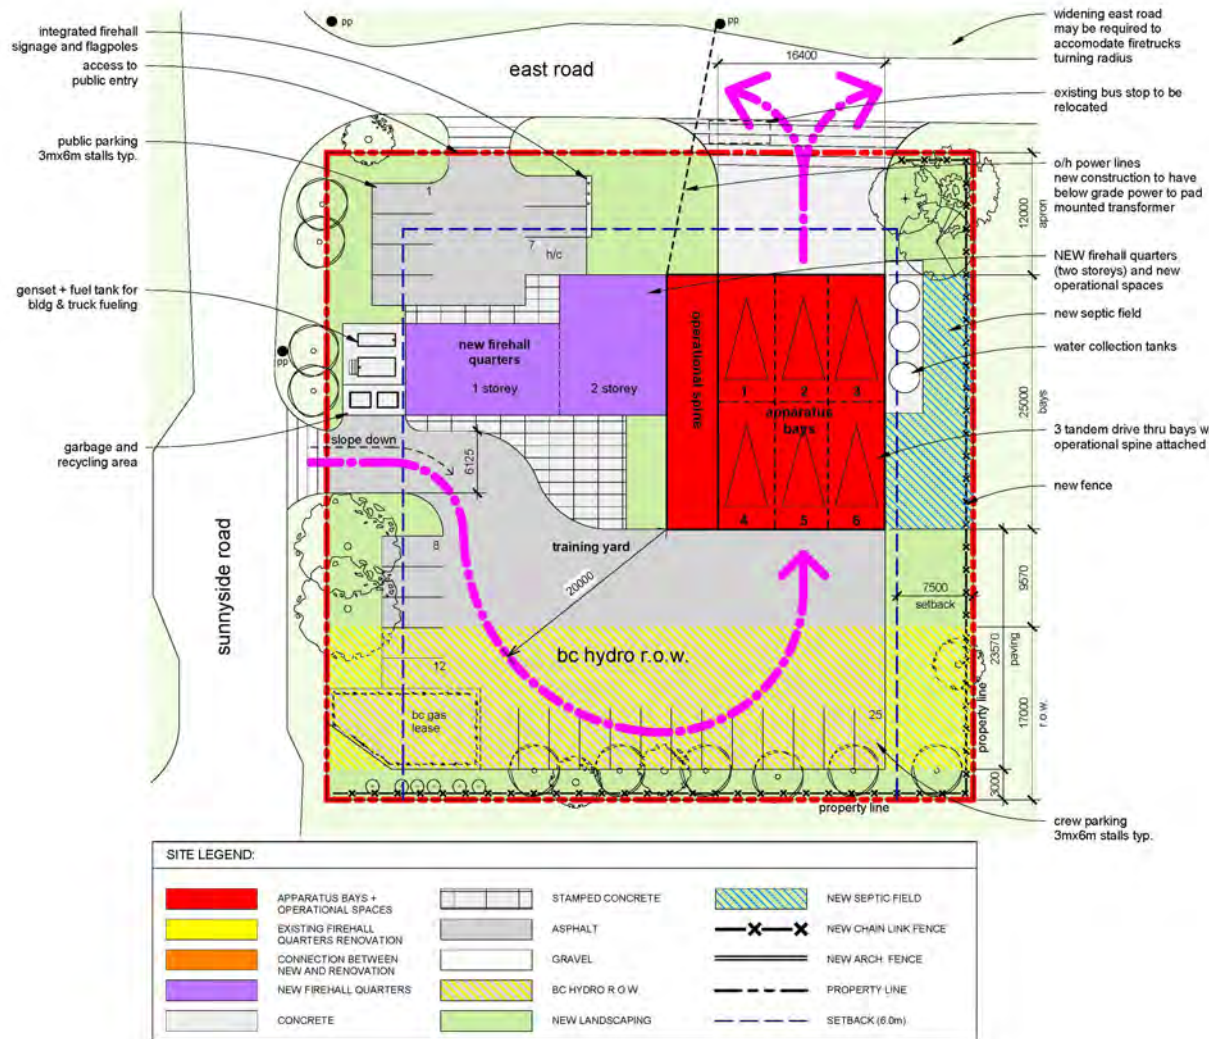 integrated firehall
signage and flagpoles
access to
public entry
public parking
3mx6m stalls typ.
genset + fuel tank for
bldg & truck fueling
garbage and
recycling area
sunnyside road
pp
pp
pp
east road
16400
widening east road
may be required to
accomodate firetrucks
turning radius
existing bus stop to be
relocated
o/h power lines
new construction to have
below grade power to pad
mounted transformer
NEW firehall quarters
(two storeys) and new
operational spaces
new septic field
water collection tanks
3 tandem drive thru bays w
operational spine attached
new fence
crew parking
3mx6m stalls typ.
1
7
h/c
12000
apron
25000
bays
new firehall
quarters
1 storey
2 storey
operational spine
1
2
3
apparatus
bays
4
5
6
slope down
6125
8
training yard
20000
7500
setback
9570
23570
paving
17000
r.o.w.
3000
bc hydro r.o.w.
12
25
bc gas
lease
property line
property line
SITE LEGEND:
APPARATUS BAYS +
OPERATIONAL SPACES
EXISTING FIREHALL
QUARTERS RENOVATION
CONNECTION BETWEEN
NEW AND RENOVATION
NEW FIREHALL QUARTERS
CONCRETE
STAMPED CONCRETE
ASPHALT
GRAVEL
BC HYDRO R.O.W.
NEW LANDSCAPING
NEW SEPTIC FIELD
NEW CHAIN LINK FENCE
NEW ARCH. FENCE
PROPERTY LINE
SETBACK (6.0m)